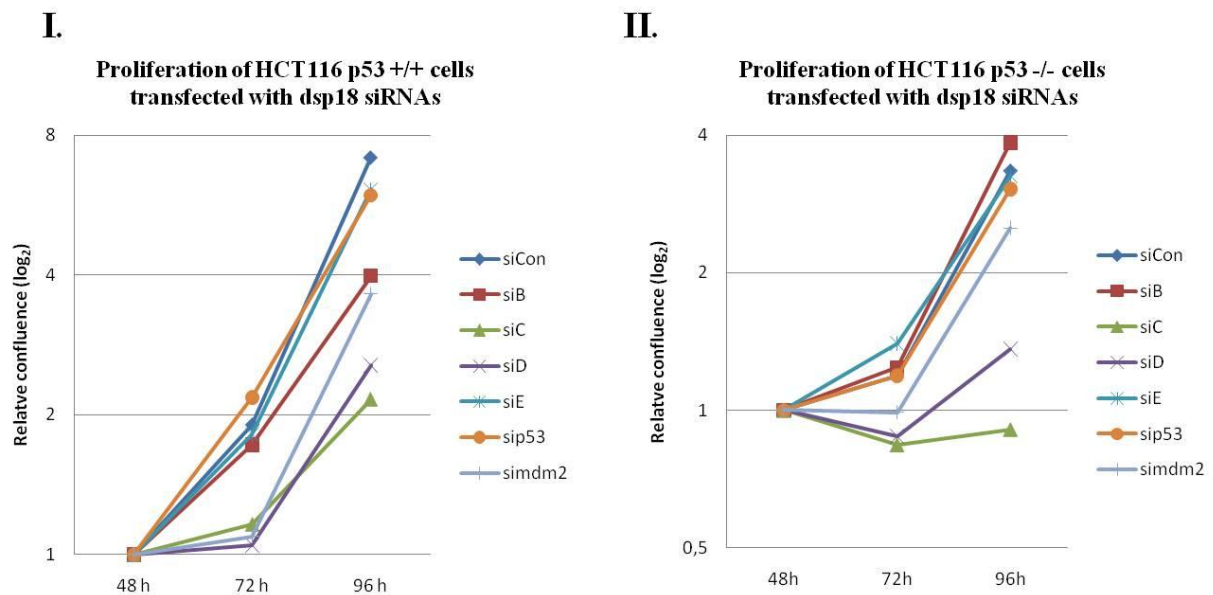 I.
Proliferation of HCT116 p53 +/+ cells
transfected with dsp18 siRNAs
Relatve confluence (log₂)
8
4
2
1
48 h
72 h
96 h
siCon
siB
siC
siD
siE
sip53
simdm2
II.
Proliferation of HCT116 p53 -/- cells
transfected with dsp18 siRNAs
Relatve confluence (log₂)
4
2
1
0,5
48h
72h
96h
siCon
siB
siC
siD
siE
sip53
simdm2